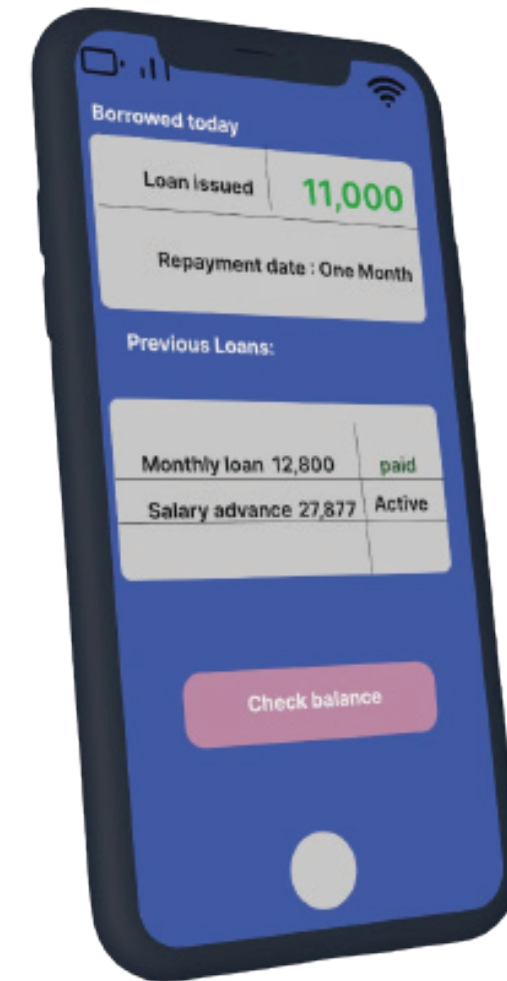 Borrowed today
Loan issued 11,000
Repayment date : One Month
Previous Loans:
Monthly loan 12,800 paid
Salary advance 27,877 Active
Check balance